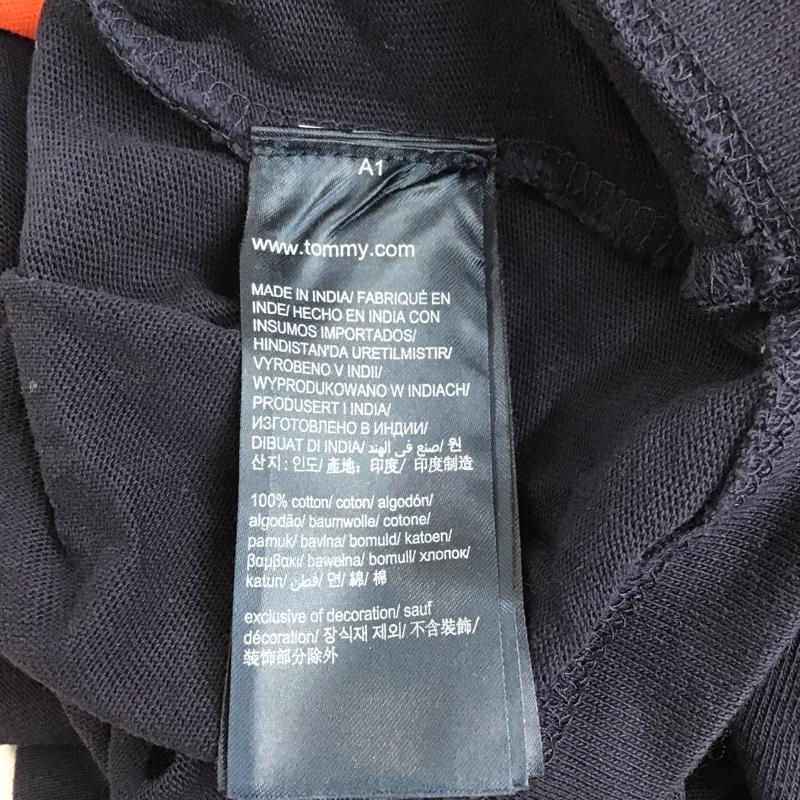 A1
www.tommy.com
MADE IN INDIA/ FABRIQUÉ EN
INDE/ HECHO EN INDIA CON
INSUMOS IMPORTADOS/
HINDISTAN'DA URETILMISTIR/
VYROBENO V INDII/
WYPRODUKOWANO W INDIACH/
PRODUSERT I INDIA/
ИЗГОТОВЛЕНО В ИНДИИ/
DIBUAT DI INDIA/ صنع في الهند/ 원
산지: 인도/ 產地: 印度/ 印度制造
100% cotton/ coton/ algodón/
algodão/ baumwolle/ cotone/
pamuk/ bavlna/ bomuld/ katoen/
βαμβακι/ bawełna/ bomull/ хлопок/
katun/ قطن/ 면/ 綿/ 棉
exclusive of decoration/ sauf
décoration/ 장식재 제외/ 不含裝飾/
装饰部分除外